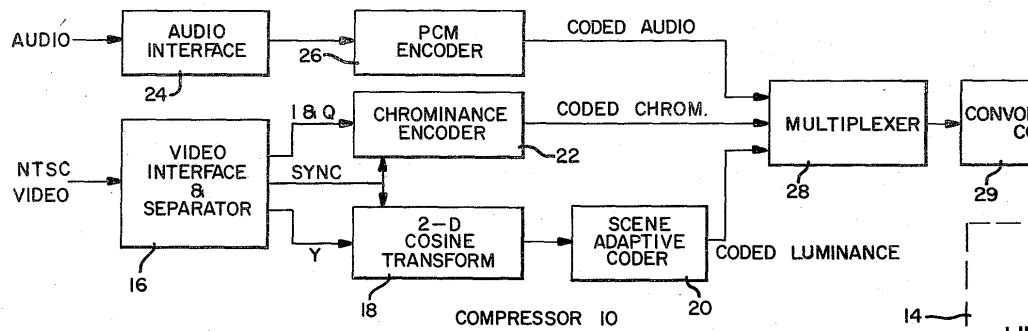 AUDIO
AUDIO
INTERFACE
24
26
PCM
ENCODER
CODED AUDIO
NTSC
VIDEO
VIDEO
INTERFACE
&
SEPARATOR
16
I & Q
SYNC
Y
CHROMINANCE
ENCODER
22
CODED CHROM.
2-D
COSINE
TRANSFORM
18
SCENE
ADAPTIVE
CODER
20
CODED LUMINANCE
MULTIPLEXER
28
29
14
COMPRESSOR 10